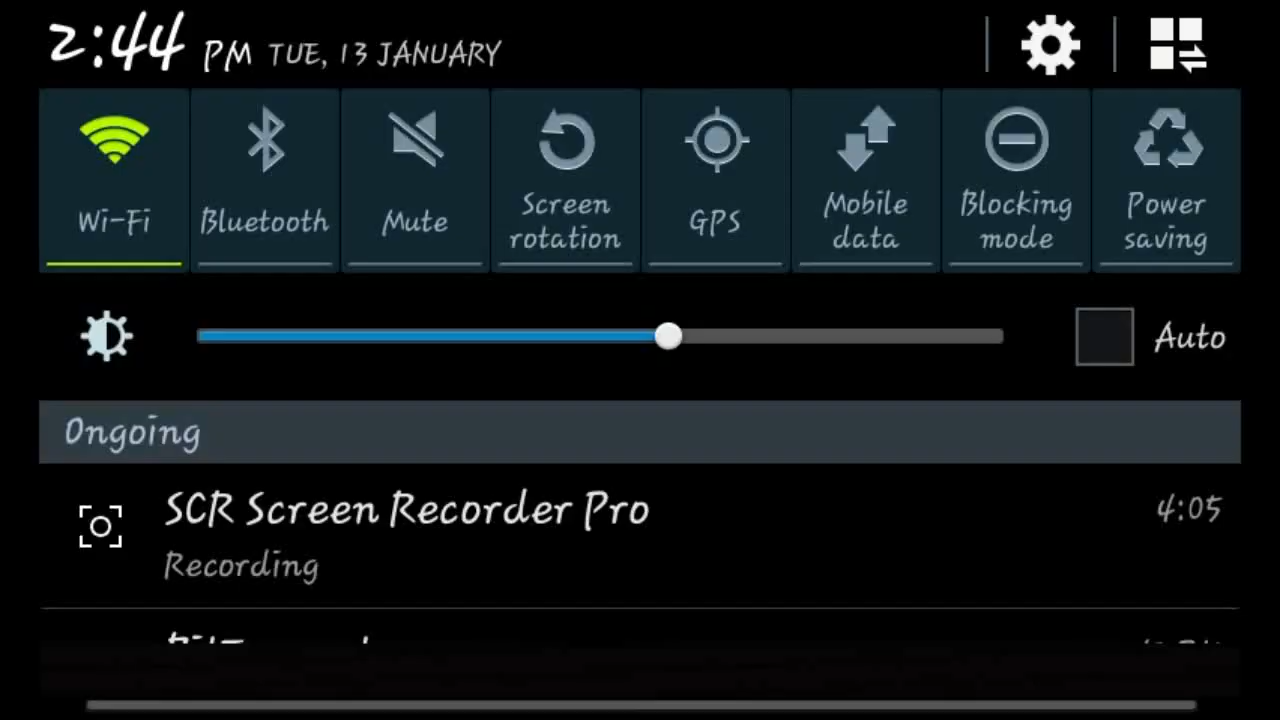 2:44 PM TUE, 13 JANUARY
Wi-Fi
Bluetooth
Mute
Screen
rotation
GPS
Mobile
data
Blocking
mode
Power
saving
Auto
Ongoing
SCR Screen Recorder Pro
4:05
Recording